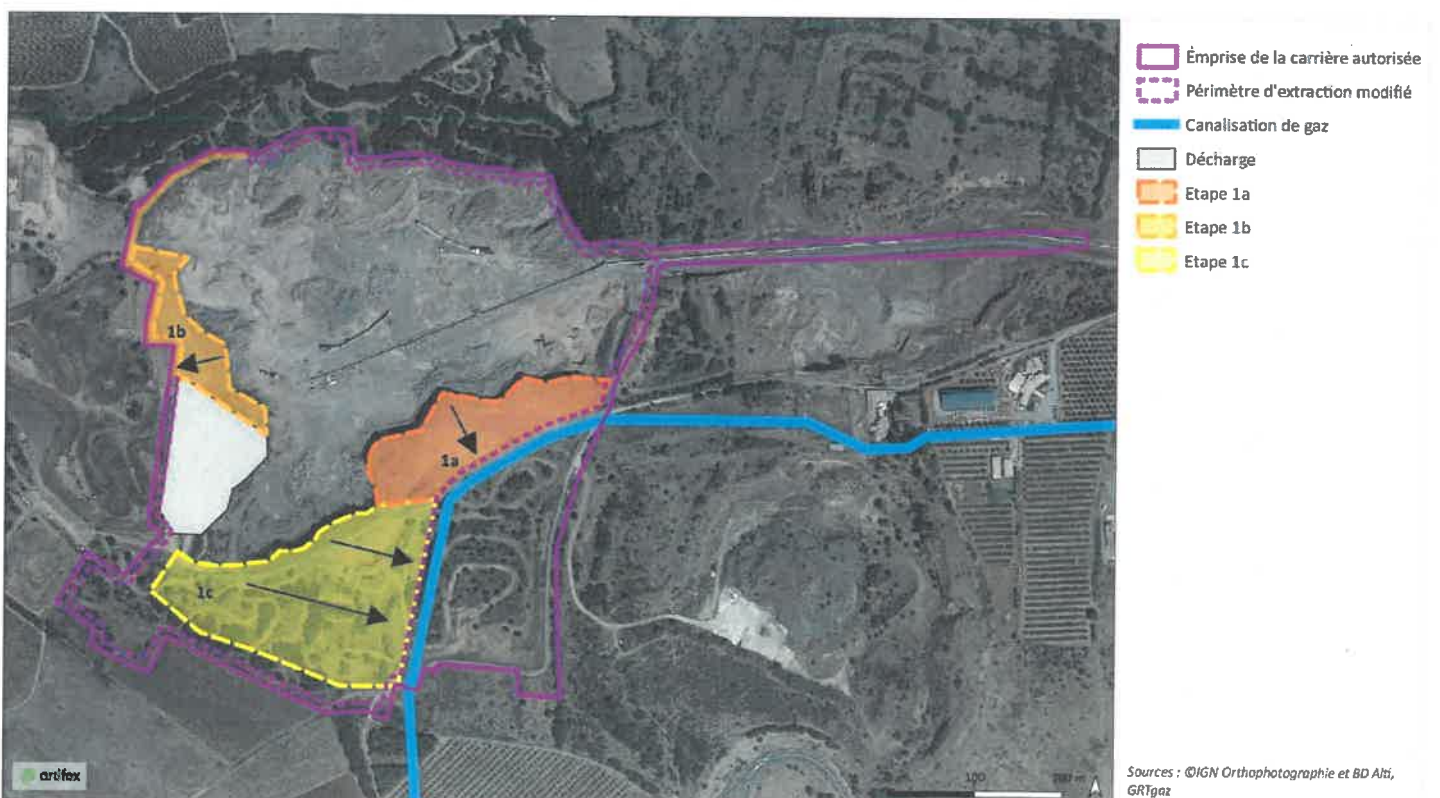 Emprise de la carrière autorisée
Périmètre d'extraction modifié
Canalisation de gaz
Décharge
Etape 1a
Etape 1b
Etape 1c
1b
1a
1c
artifex
100
200 m
Sources : ©IGN Orthophotographie et BD Alti,
GRTgaz